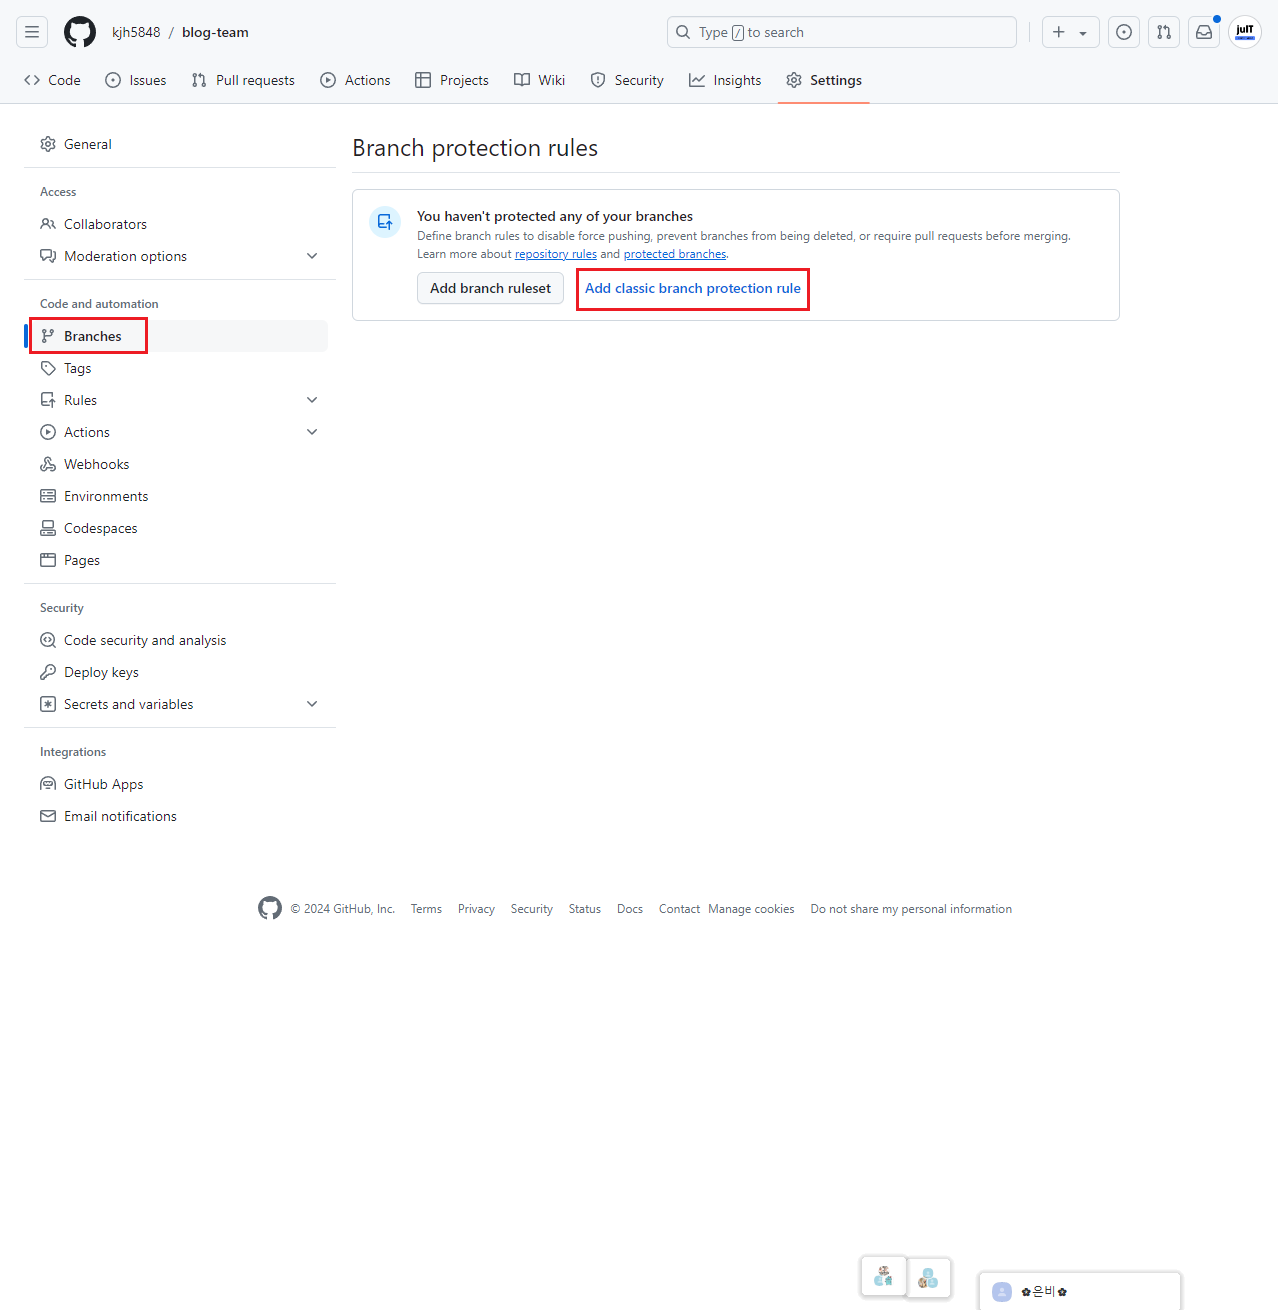 kjh5848 / blog-team
Type / to search
juIT
Code Issues Pull requests Actions Projects Wiki Security Insights Settings
General
Access
Collaborators
Moderation options
Code and automation
Branches
Tags
Rules
Actions
Webhooks
Environments
Codespaces
Pages
Security
Code security and analysis
Deploy keys
Secrets and variables
Integrations
GitHub Apps
Email notifications
Branch protection rules
You haven't protected any of your branches
Define branch rules to disable force pushing, prevent branches from being deleted, or require pull requests before merging.
Learn more about repository rules and protected branches.
Add branch ruleset Add classic branch protection rule
© 2024 GitHub, Inc. Terms Privacy Security Status Docs Contact Manage cookies Do not share my personal information
✿은비✿